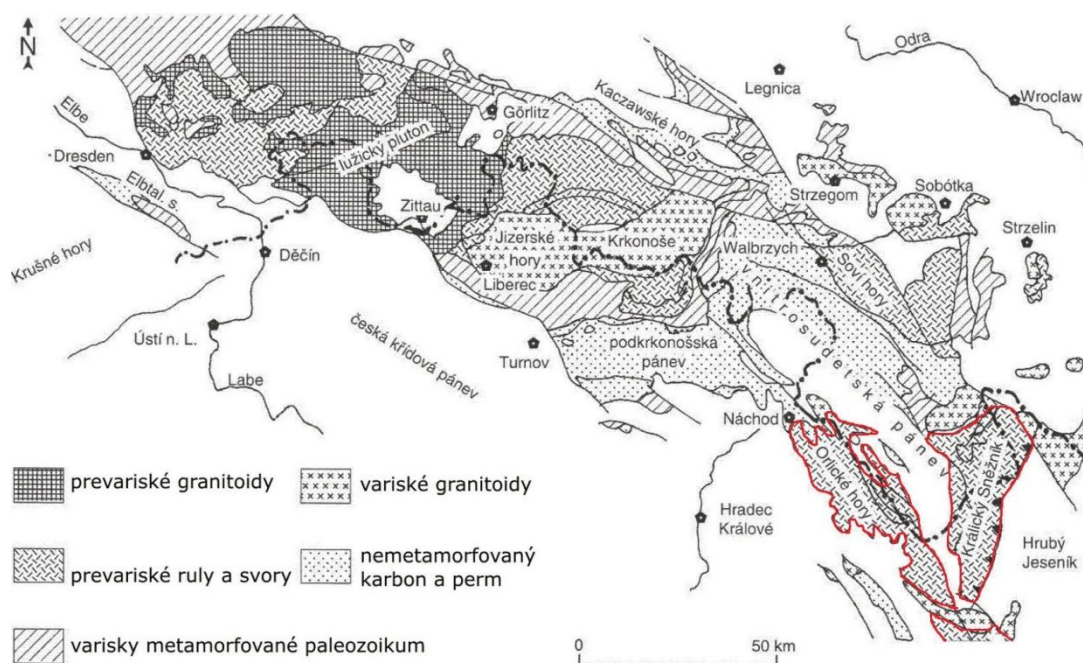 N
Odra
Legnica
Wroclaw
Kaczawskie hory
Elbe
Görlitz
Dresden
lužický pluton
Strzegom
Sobótka
Elbtal. s.
Zittau
Strzelin
Jizerské
hory
Krkonoše
Walbrzych
Krušné hory
Děčín
Liberec
Sovi hory
vnitrosudetská pánev
česká křídová pánev
Ústí n. L.
Turnov
podkrkonošská
pánev
Labe
Náchod
Orlické hory
Králický Sněžník
prevariské granitoidy
variské granitoidy
Hradec
Králové
Hrubý
Jeseník
prevariské ruly a svory
nemetamorfovaný
karbon a perm
varisky metamorfované paleozoikum
0
50 km